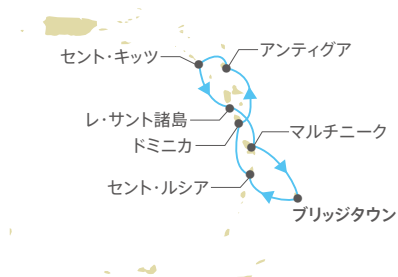 アンティグア
セント・キッツ
レ・サント諸島
マルチニーク
ドミニカ
セント・ルシア
ブリッジタウン